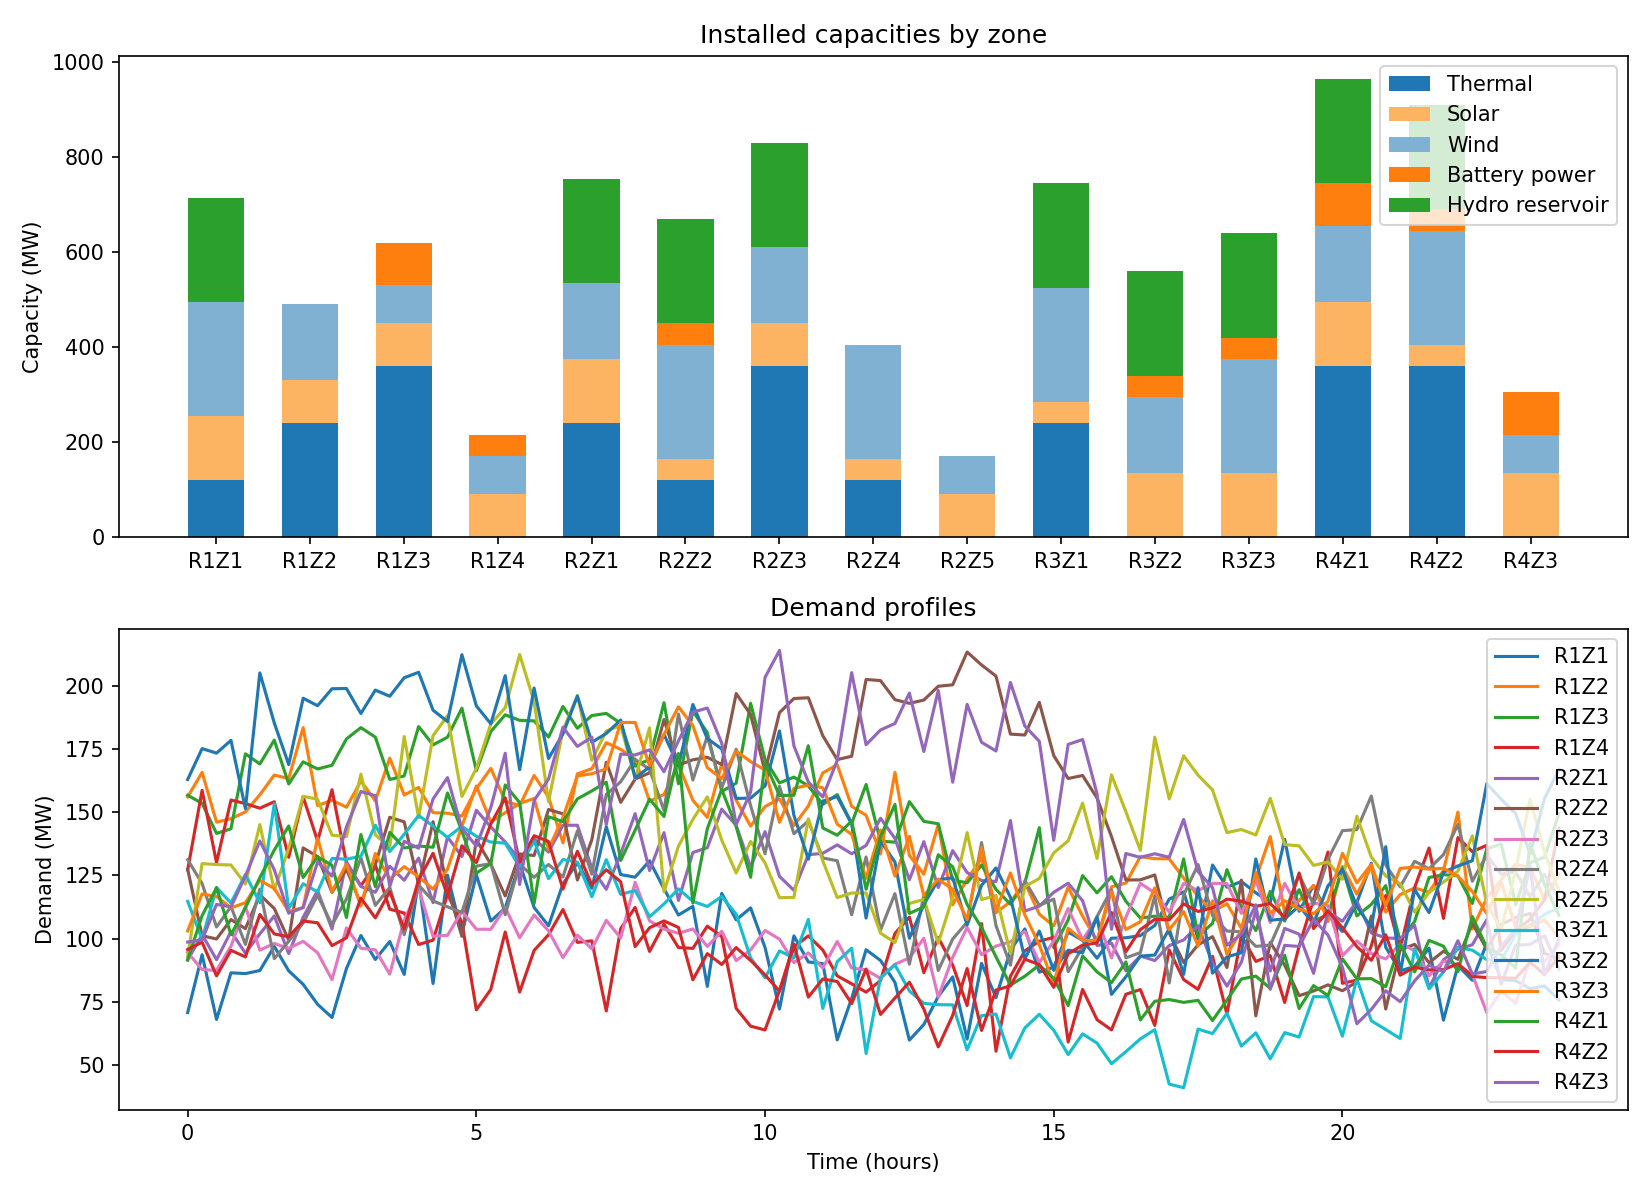 Installed capacities by zone
Capacity (MW)
1000
800
600
400
200
0
Thermal
Solar
Wind
Battery power
Hydro reservoir
R1Z1 R1Z2 R1Z3 R1Z4 R2Z1 R2Z2 R2Z3 R2Z4 R2Z5 R3Z1 R3Z2 R3Z3 R4Z1 R4Z2 R4Z3
Demand profiles
Demand (MW)
200
175
150
125
100
75
50
R1Z1
R1Z2
R1Z3
R1Z4
R2Z1
R2Z2
R2Z3
R2Z4
R2Z5
R3Z1
R3Z2
R3Z3
R4Z1
R4Z2
R4Z3
0 5 10 15 20
Time (hours)